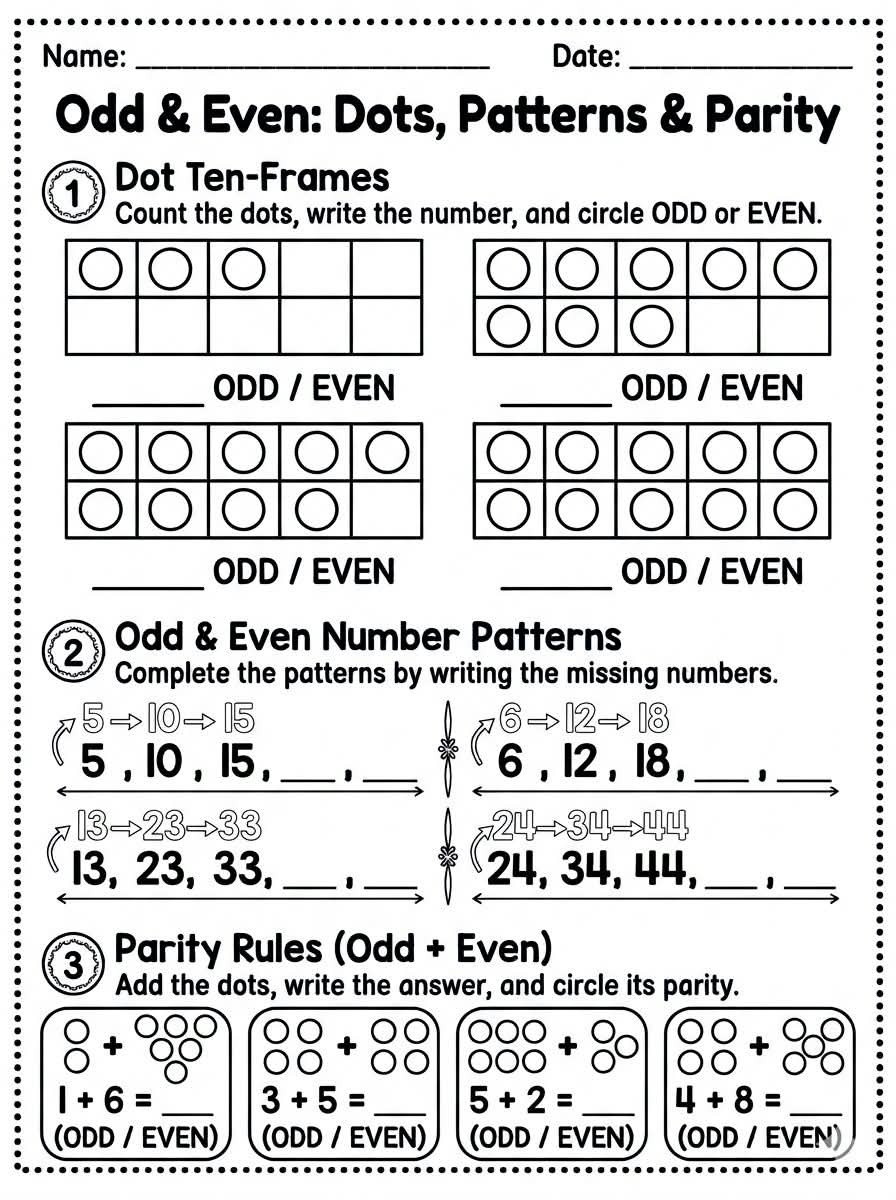 Name: ____________________ Date: ____________
Odd & Even: Dots, Patterns & Parity
1 Dot Ten-Frames
Count the dots, write the number, and circle ODD or EVEN.
______ ODD / EVEN ______ ODD / EVEN
______ ODD / EVEN ______ ODD / EVEN
2 Odd & Even Number Patterns
Complete the patterns by writing the missing numbers.
5→10→15 6→12→18
5 , 10 , 15, ___ , ___ 6 , 12 , 18, ___ , ___
13→23→33 24→34→44
13, 23, 33, ___ , ___ 24, 34, 44, ___ , ___
3 Parity Rules (Odd + Even)
Add the dots, write the answer, and circle its parity.
+ + + +
1 + 6 = ___ 3 + 5 = ___ 5 + 2 = ___ 4 + 8 = ___
(ODD / EVEN) (ODD / EVEN) (ODD / EVEN) (ODD / EVEN)